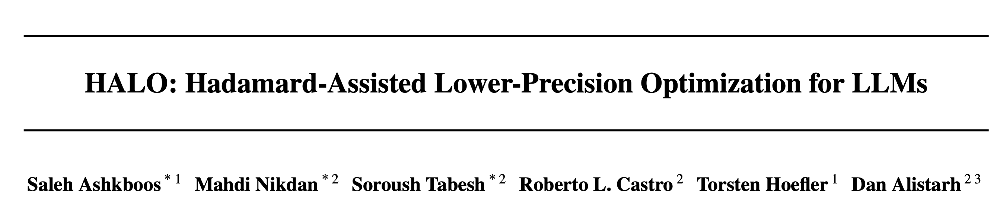 HALO: Hadamard-Assisted Lower-Precision Optimization for LLMs
Saleh Ashkboos * 1 Mahdi Nikdan * 2 Soroush Tabesh * 2 Roberto L. Castro 2 Torsten Hoefler 1 Dan Alistarh 2 3